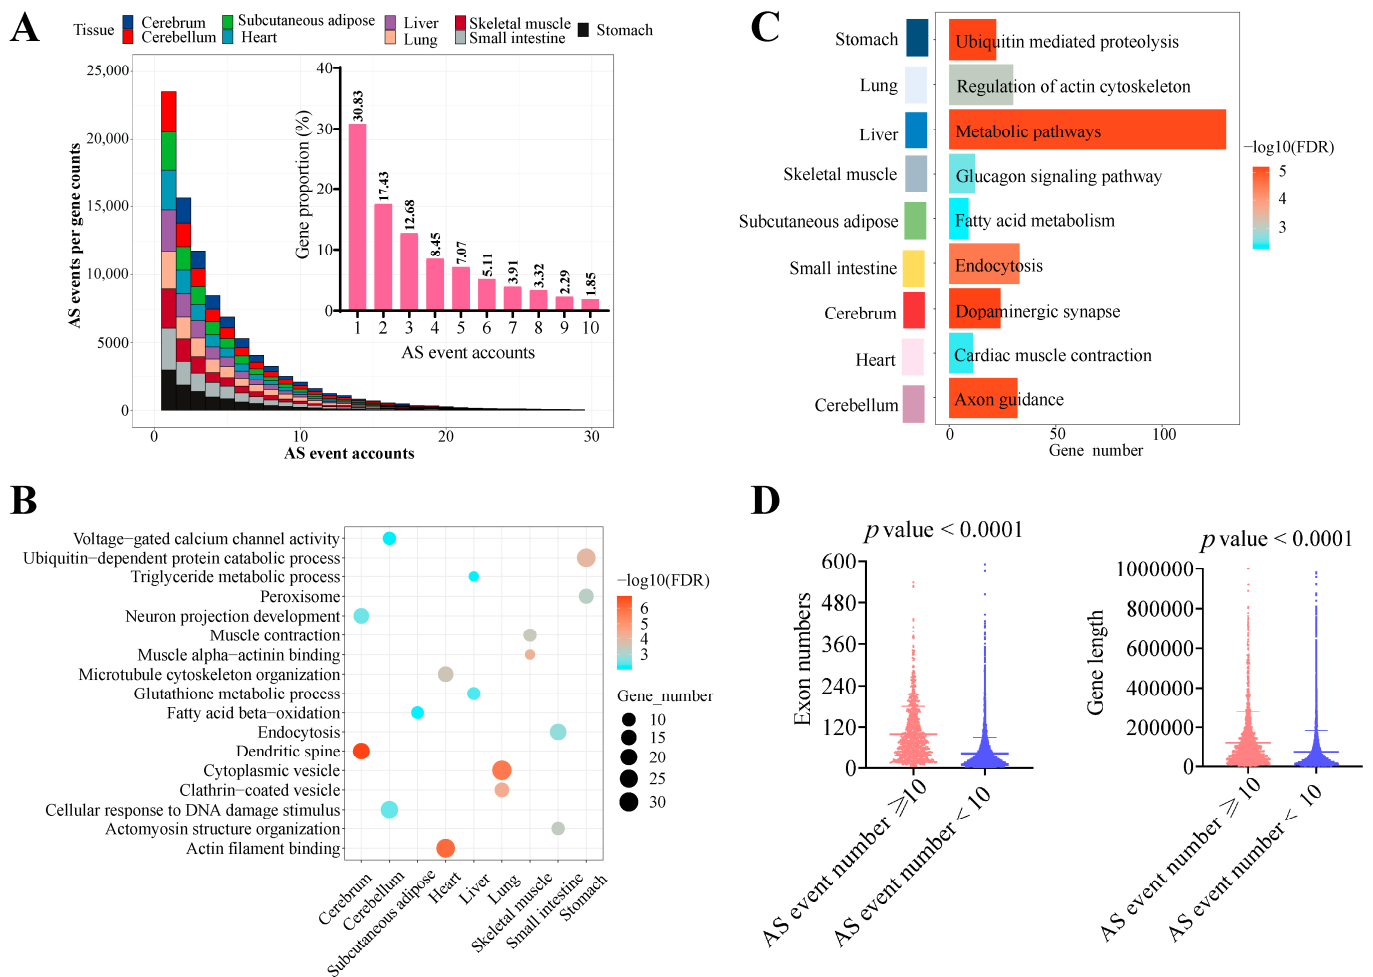 A
Tissue
Cerebrum
Cerebellum
Subcutaneous adipose
Heart
Liver
Lung
Skeletal muscle
Small intestine
Stomach
AS events per gene counts
25,000
20,000
15,000
10,000
5000
0
0
10
20
30
AS event accounts
Gene proportion (%)
40
30
20
10
0
30.83
17.43
12.68
8.45
7.07
5.11
3.91
3.32
2.29
1.85
1 2 3 4 5 6 7 8 9 10
AS event accounts
C
Stomach
Lung
Liver
Skeletal muscle
Subcutaneous adipose
Small intestine
Cerebrum
Heart
Cerebellum
Ubiquitin mediated proteolysis
Regulation of actin cytoskeleton
Metabolic pathways
Glucagon signaling pathway
Fatty acid metabolism
Endocytosis
Dopaminergic synapse
Cardiac muscle contraction
Axon guidance
0
50
100
Gene number
−log10(FDR)
5
4
3
B
Voltage−gated calcium channel activity
Ubiquitin−dependent protein catabolic process
Triglyceride metabolic process
Peroxisome
Neuron projection development
Muscle contraction
Muscle alpha−actinin binding
Microtubule cytoskeleton organization
Glutathione metabolic process
Fatty acid beta−oxidation
Endocytosis
Dendritic spine
Cytoplasmic vesicle
Clathrin−coated vesicle
Cellular response to DNA damage stimulus
Actomyosin structure organization
Actin filament binding
Cerebrum
Cerebellum
Subcutaneous adipose
Heart
Liver
Lung
Skeletal muscle
Small intestine
Stomach
−log10(FDR)
6
5
4
3
Gene_number
10
15
20
25
30
D
p value < 0.0001
Exon numbers
600
480
360
240
120
0
AS event number ⩾10
AS event number < 10
p value < 0.0001
Gene length
1000000
800000
600000
400000
200000
0
AS event number ⩾ 10
AS event number < 10